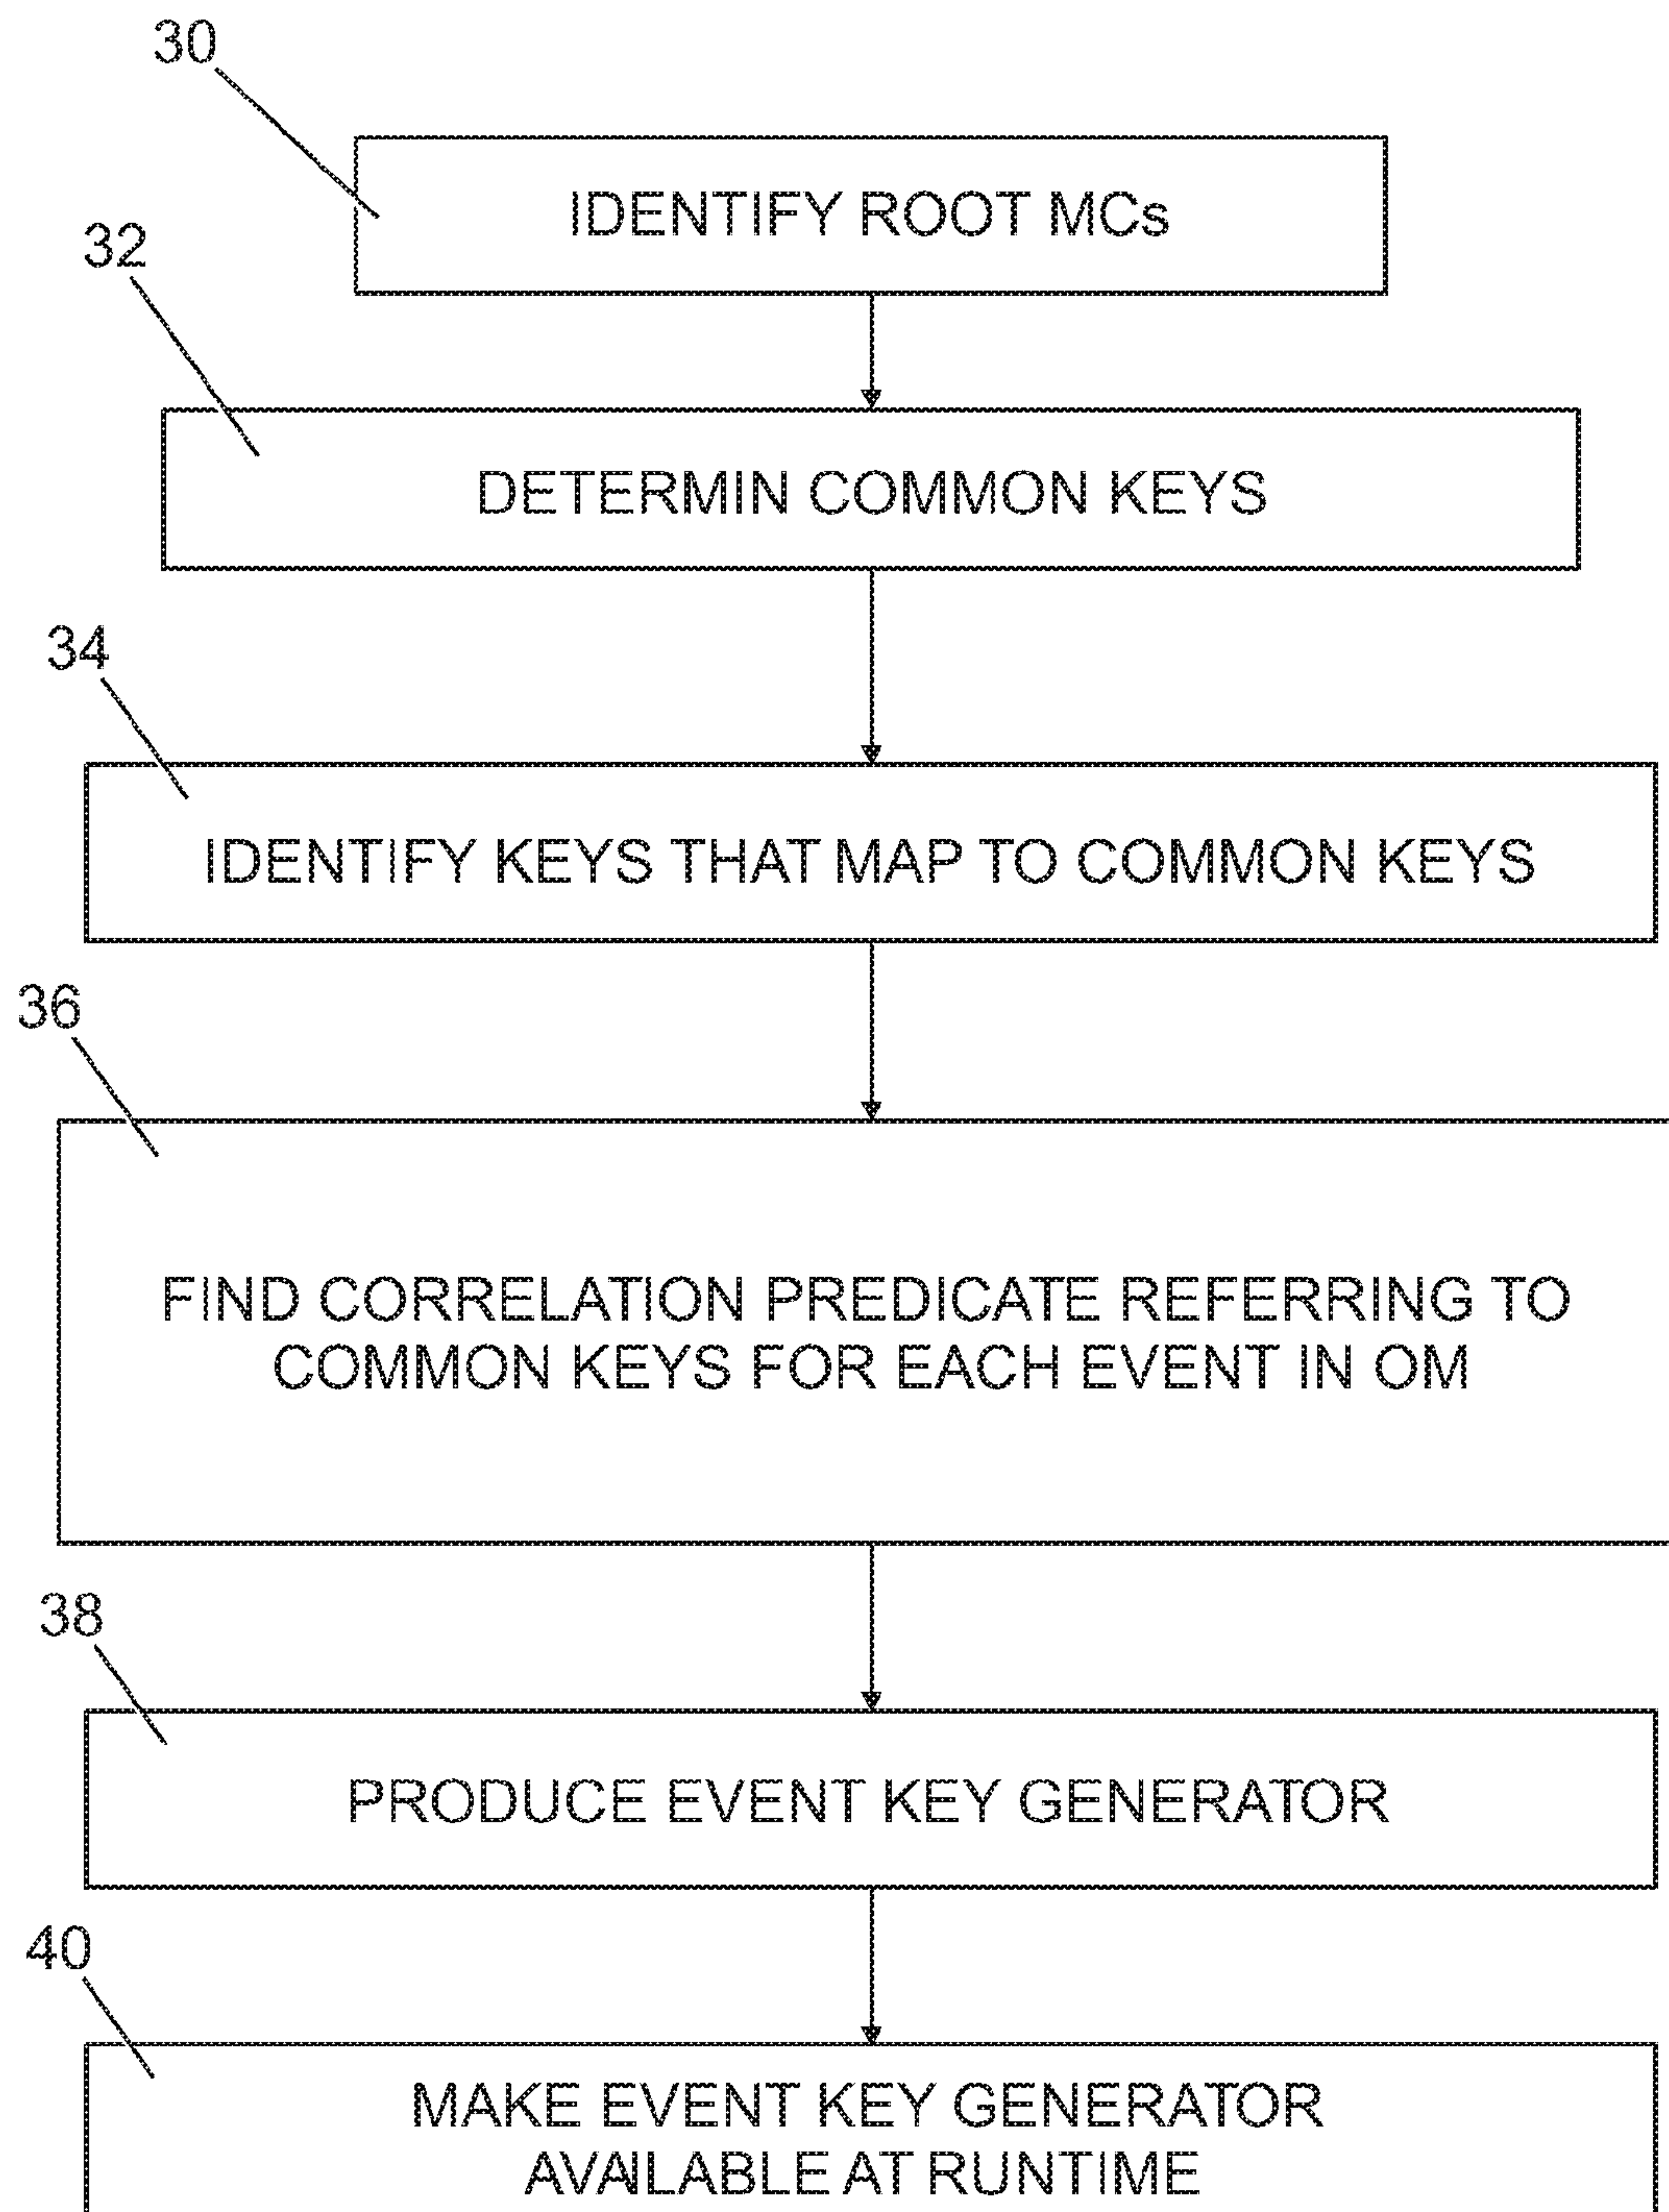 30
IDENTIFY ROOT MCs
32
DETERMIN COMMON KEYS
34
IDENTIFY KEYS THAT MAP TO COMMON KEYS
36
FIND CORRELATION PREDICATE REFERRING TO
COMMON KEYS FOR EACH EVENT IN OM
38
PRODUCE EVENT KEY GENERATOR
40
MAKE EVENT KEY GENERATOR
AVAILABLE AT RUNTIME